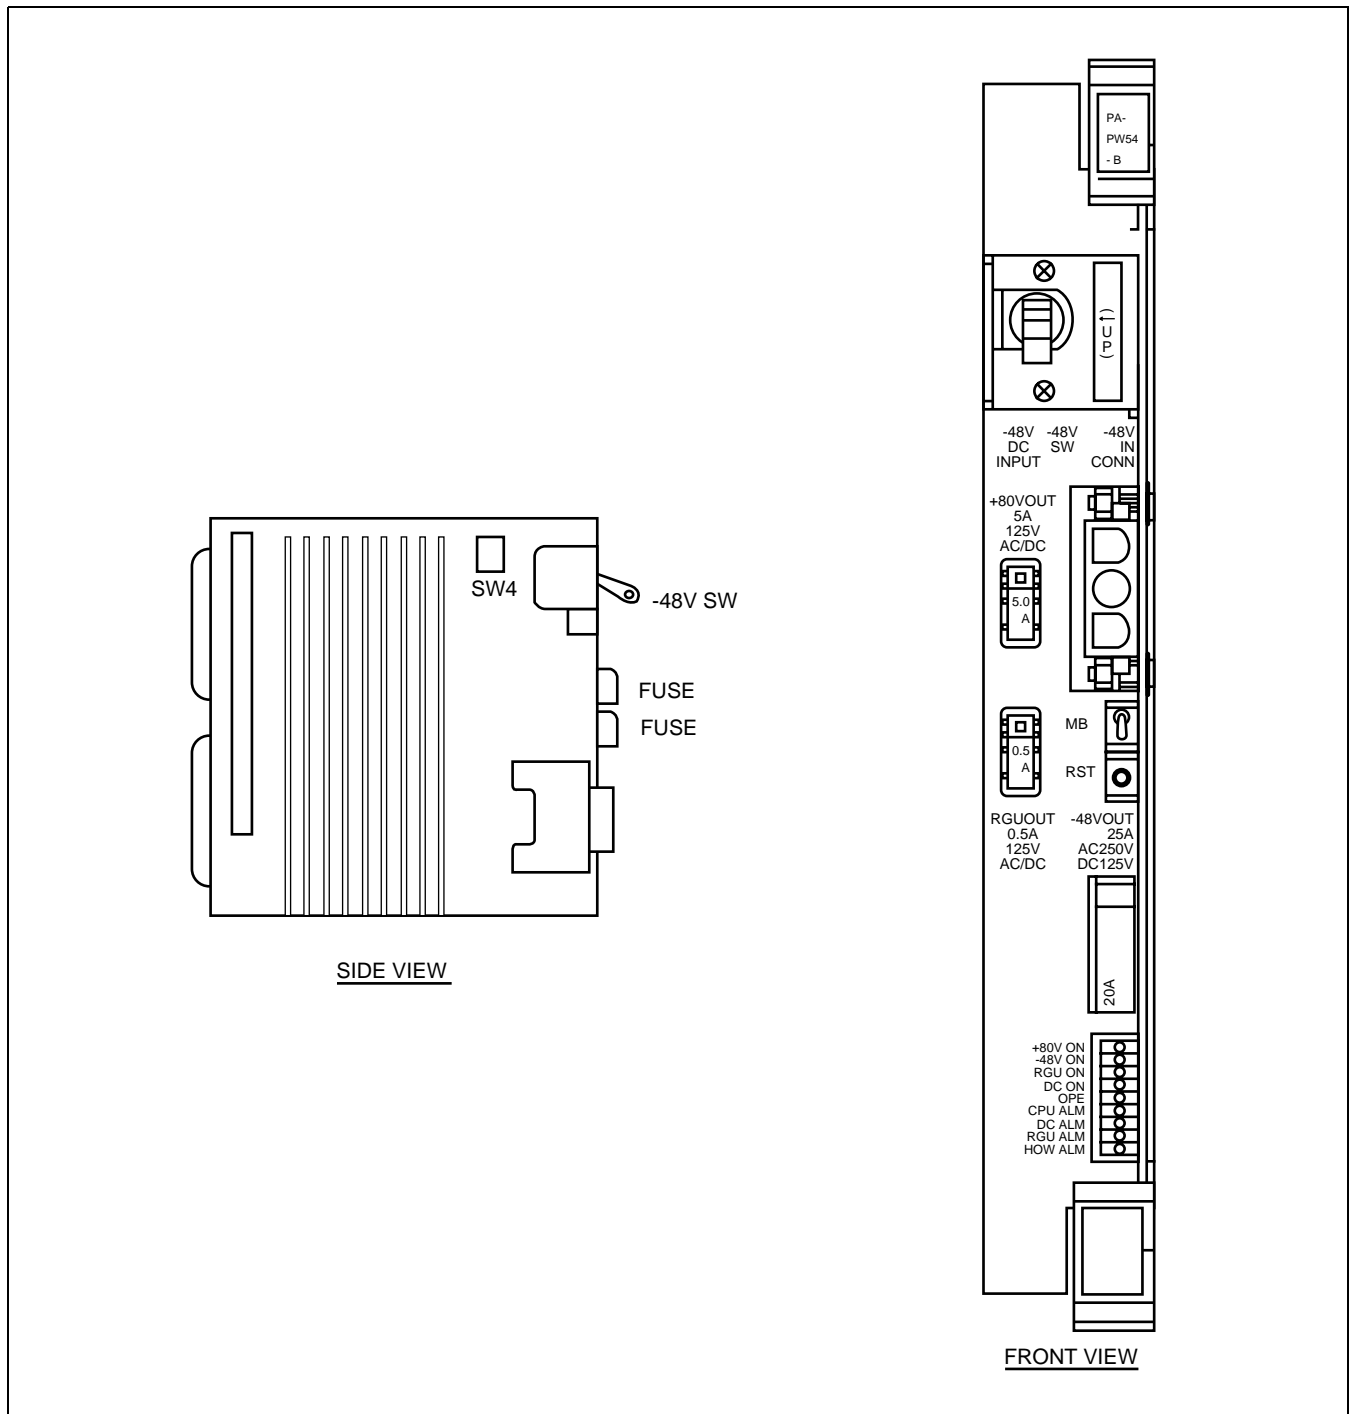 SW4
-48V SW
FUSE
FUSE
SIDE VIEW
PA-
PW54
- B
(UP↑)
-48V
DC
INPUT
-48V
SW
-48V
IN
CONN
+80VOUT
5A
125V
AC/DC
5.0
A
MB
0.5
A
RST
RGUOUT
0.5A
125V
AC/DC
-48VOUT
25A
AC250V
DC125V
20A
+80V ON
-48V ON
RGU ON
DC ON
OPE
CPU ALM
DC ALM
RGU ALM
HOW ALM
FRONT VIEW